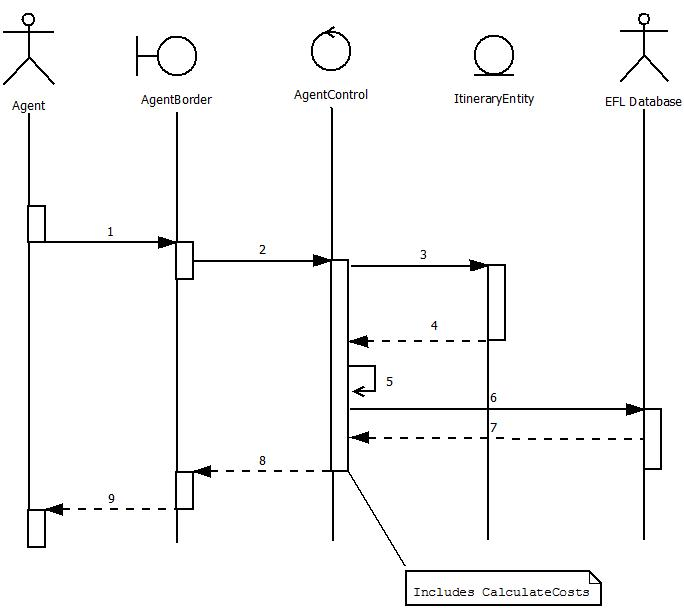 Agent
AgentBorder
AgentControl
ItineraryEntity
EFL Database
1
2
3
4
5
6
7
8
9
Includes CalculateCosts